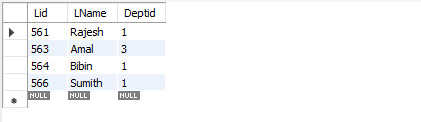 Lid LName Deptid
561 Rajesh 1
563 Amal 3
564 Bibin 1
566 Sumith 1
NULL NULL NULL